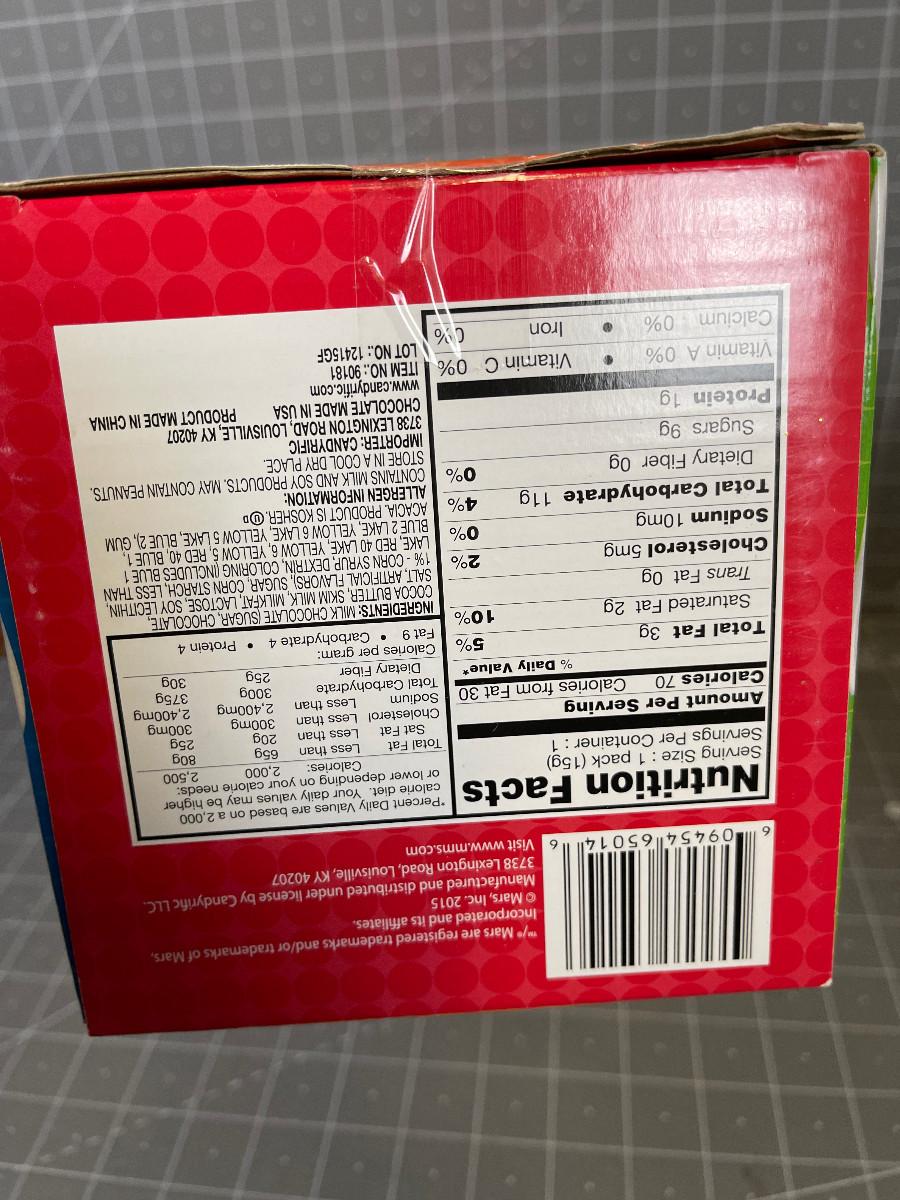 6 09454 65014 6
™/® Mars are registered trademarks and/or trademarks of Mars,
Incorporated and its affiliates.
© Mars, Inc. 2015
Manufactured and distributed under license by Candyrific LLC.
3738 Lexington Road, Louisville, KY 40207
Visit www.mms.com
Nutrition Facts
Serving Size : 1 pack (15g)
Servings Per Container : 1
Amount Per Serving
Calories 70 Calories from Fat 30
% Daily Value*
Total Fat 3g 5%
Saturated Fat 2g 10%
Trans Fat 0g
Cholesterol 5mg 2%
Sodium 10mg 0%
Total Carbohydrate 11g 4%
Dietary Fiber 0g 0%
Sugars 9g
Protein 1g
Vitamin A 0% • Vitamin C 0%
Calcium 0% • Iron 0%
*Percent Daily Values are based on a 2,000
calorie diet. Your daily values may be higher
or lower depending on your calorie needs:
Calories: 2,000 2,500
Total Fat Less than 65g 80g
Sat Fat Less than 20g 25g
Cholesterol Less than 300mg 300mg
Sodium Less than 2,400mg 2,400mg
Total Carbohydrate 300g 375g
Dietary Fiber 25g 30g
Calories per gram:
Fat 9 • Carbohydrate 4 • Protein 4
INGREDIENTS: MILK CHOCOLATE (SUGAR, CHOCOLATE,
COCOA BUTTER, SKIM MILK, MILKFAT, LACTOSE, SOY LECITHIN,
SALT, ARTIFICIAL FLAVORS), SUGAR, CORN STARCH, LESS THAN
1% - CORN SYRUP, DEXTRIN, COLORING (INCLUDES BLUE 1
LAKE, RED 40 LAKE, YELLOW 6, YELLOW 5, RED 40, BLUE 1,
BLUE 2 LAKE, YELLOW 6 LAKE, YELLOW 5 LAKE, BLUE 2), GUM
ACACIA. PRODUCT IS KOSHER. Ⓤ D
ALLERGEN INFORMATION:
CONTAINS MILK AND SOY PRODUCTS. MAY CONTAIN PEANUTS.
STORE IN A COOL DRY PLACE.
IMPORTER: CANDYRIFIC
3738 LEXINGTON ROAD, LOUISVILLE, KY 40207
CHOCOLATE MADE IN USA PRODUCT MADE IN CHINA
www.candyrific.com
ITEM NO.: 90181
LOT NO.: 12415GF